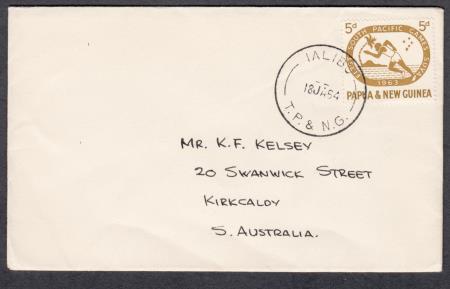 5d 5d
FIRST SOUTH PACIFIC GAMES SUVA
1963
PAPUA & NEW GUINEA
IALIBU
18JA64
T.P. & N.G.
MR. K.F. KELSEY
20 SWANWICK STREET
KIRKCALDY
S. AUSTRALIA.